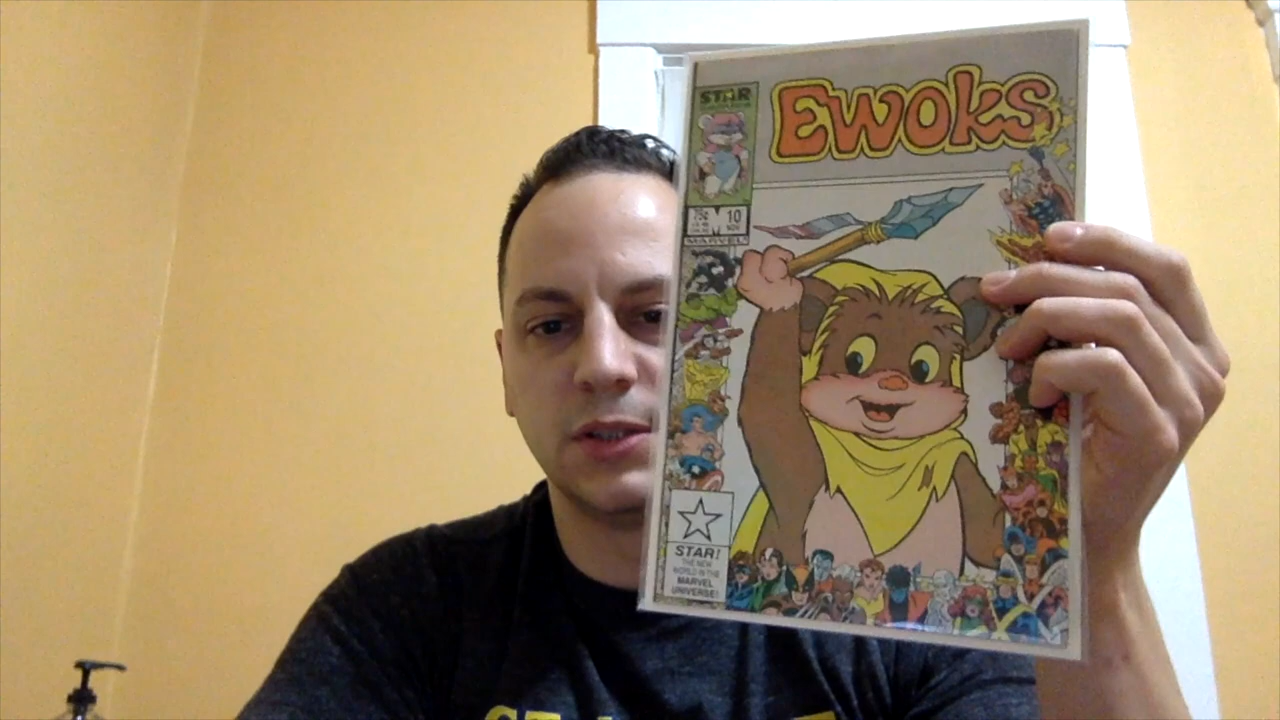 EWOKS
STAR
75¢
10
NOV
MARVEL
STAR!
THE NEW
WORLD IN THE
MARVEL
UNIVERSE!